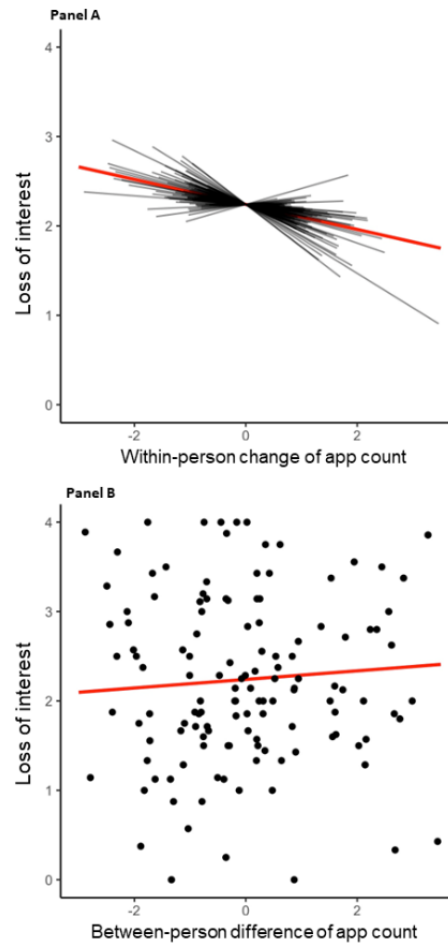 Panel A
4
3
2
1
0
Loss of interest
-2 0 2
Within-person change of app count
Panel B
4
3
2
1
0
Loss of interest
-2 0 2
Between-person difference of app count